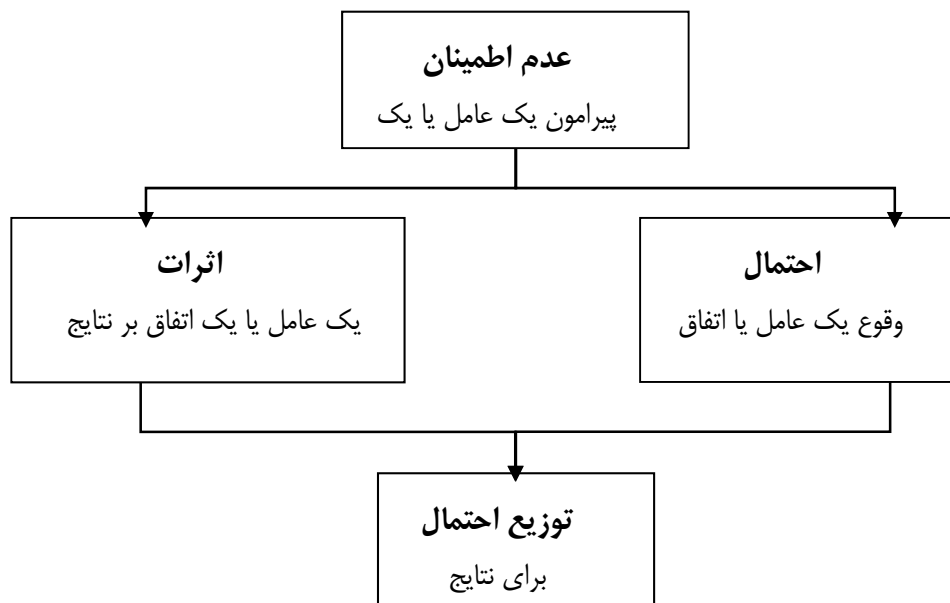 عدم اطمینان
پیرامون یک عامل یا یک
احتمال
وقوع یک عامل یا اتفاق
اثرات
یک عامل یا یک اتفاق بر نتایج
توزیع احتمال
برای نتایج